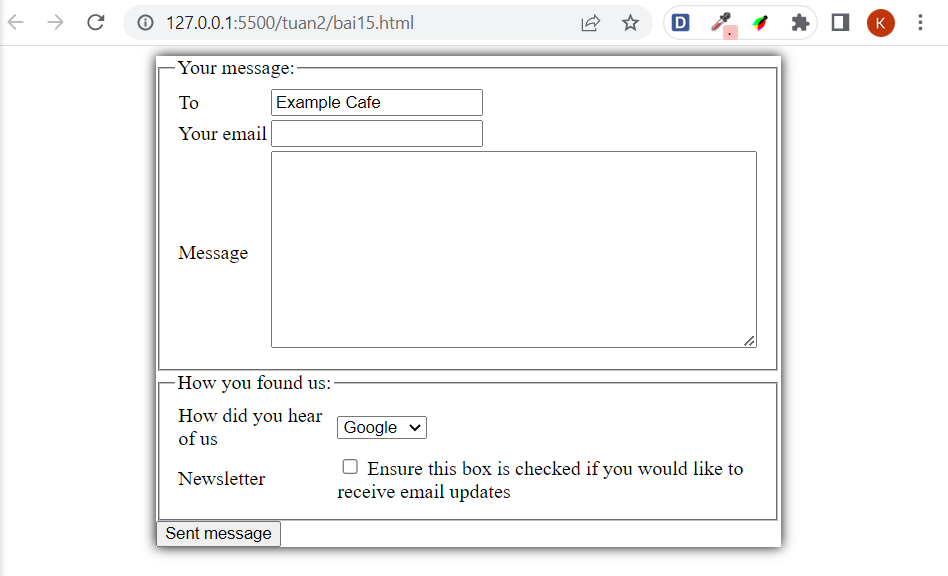 127.0.0.1:5500/tuan2/bai15.html
D
K
Your message:
To
Example Cafe
Your email
Message
How you found us:
How did you hear
of us
Google
Newsletter
Ensure this box is checked if you would like to
receive email updates
Sent message